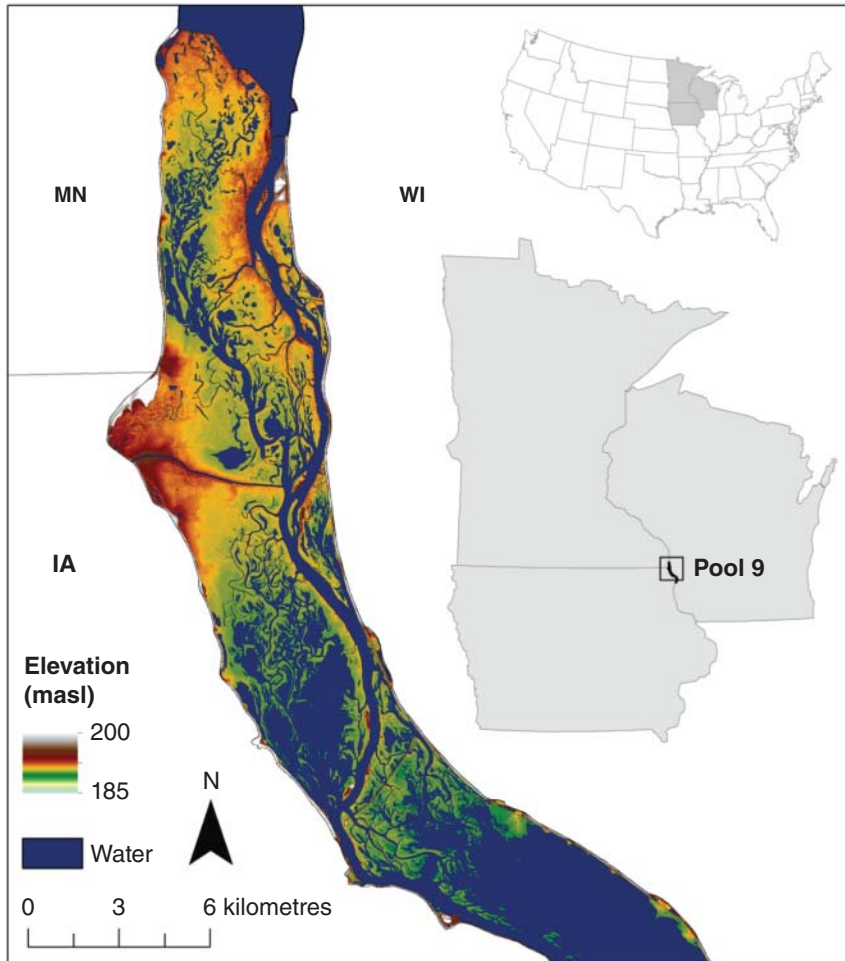 MN
WI
Pool 9
IA
Elevation
(masl)
200
185
N
Water
0 3 6 kilometres